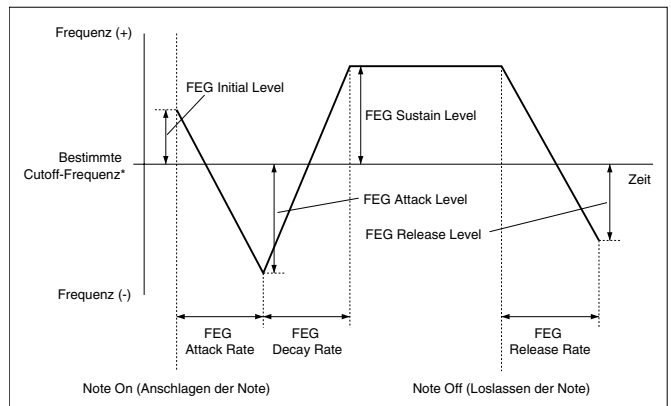 Frequenz (+)
FEG Initial Level
FEG Sustain Level
Bestimmte
Cutoff-Frequenz*
Zeit
FEG Attack Level
FEG Release Level
Frequenz (-)
FEG
Attack Rate
FEG
Decay Rate
FEG
Release Rate
Note On (Anschlagen der Note)
Note Off (Loslassen der Note)